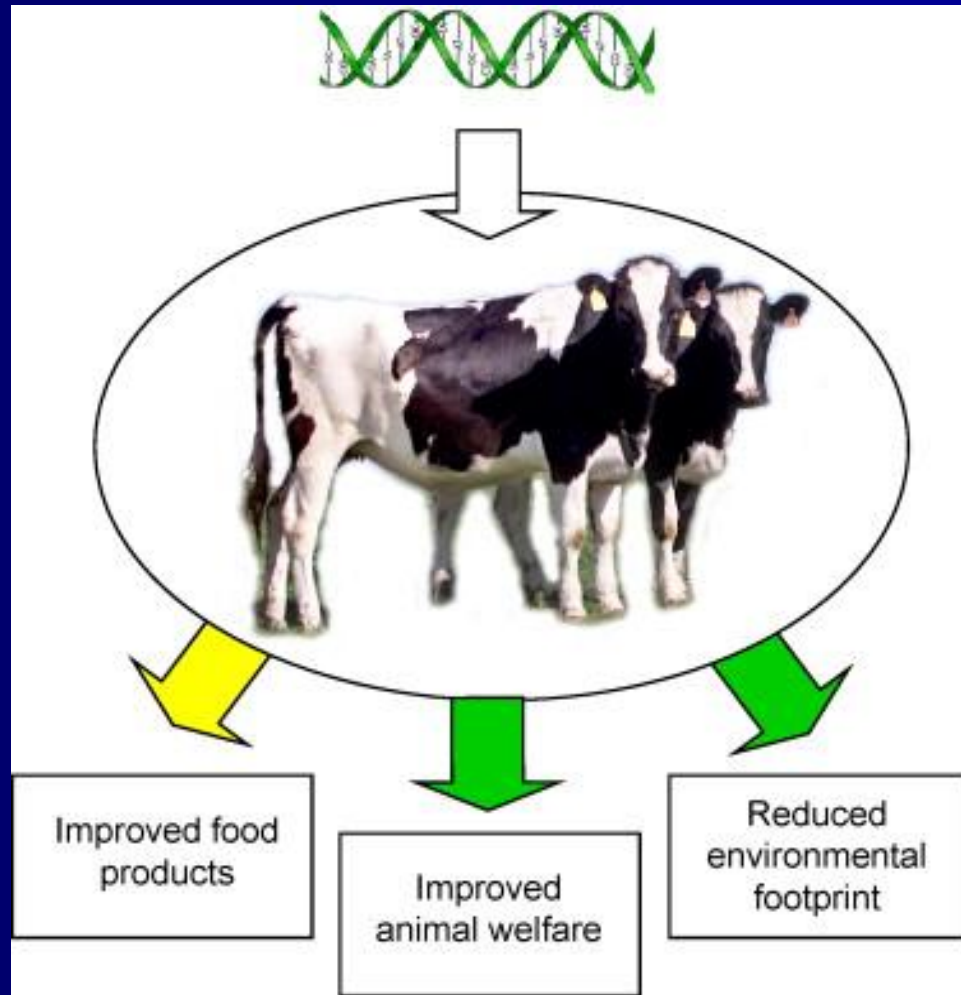 Improved food
products
Improved
animal welfare
Reduced
environmental
footprint